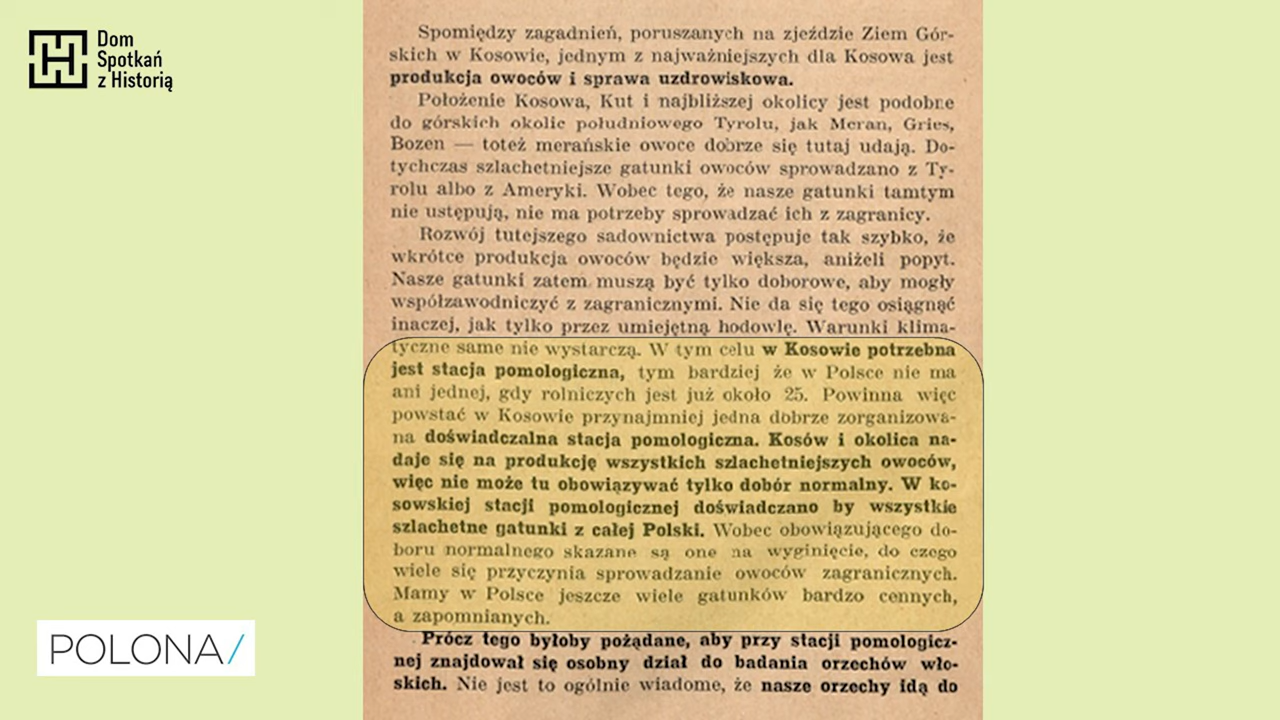 Dom
Spotkań
z Historią
Spomiędzy zagadnień, poruszanych na zjeździe Ziem Gór-
skich w Kosowie, jednym z najważniejszych dla Kosowa jest
produkcja owoców i sprawa uzdrowiskowa.
Położenie Kosowa, Kut i najbliższej okolicy jest podobne
do górskich okolic południowego Tyrolu, jak Meran, Gries,
Bozen — toteż merańskie owoce dobrze się tutaj udają. Do-
tychczas szlachetniejsze gatunki owoców sprowadzano z Ty-
rolu albo z Ameryki. Wobec tego, że nasze gatunki tamtym
nie ustępują, nie ma potrzeby sprowadzać ich z zagranicy.
Rozwój tutejszego sadownictwa postępuje tak szybko, że
wkrótce produkcja owoców będzie większa, aniżeli popyt.
Nasze gatunki zatem muszą być tylko doborowe, aby mogły
współzawodniczyć z zagranicznymi. Nie da się tego osiągnąć
inaczej, jak tylko przez umiejętną hodowlę. Warunki klima-
tyczne same nie wystarczą. W tym celu w Kosowie potrzebna
jest stacja pomologiczna, tym bardziej że w Polsce nie ma
ani jednej, gdy rolniczych jest już około 25. Powinna więc
powstać w Kosowie przynajmniej jedna dobrze zorganizowa-
na doświadczalna stacja pomologiczna. Kosów i okolica na-
daje się na produkcję wszystkich szlachetniejszych owoców,
więc nie może tu obowiązywać tylko dobór normalny. W ko-
sowskiej stacji pomologicznej doświadczano by wszystkie
szlachetne gatunki z całej Polski. Wobec obowiązującego do-
boru normalnego skazane są one na wyginięcie, do czego
wiele się przyczynia sprowadzanie owoców zagranicznych.
Mamy w Polsce jeszcze wiele gatunków bardzo cennych,
a zapomnianych.
Prócz tego byłoby pożądane, aby przy stacji pomologicz-
nej znajdował się osobny dział do badania orzechów wło-
skich. Nie jest to ogólnie wiadome, że nasze orzechy idą do
POLONA/